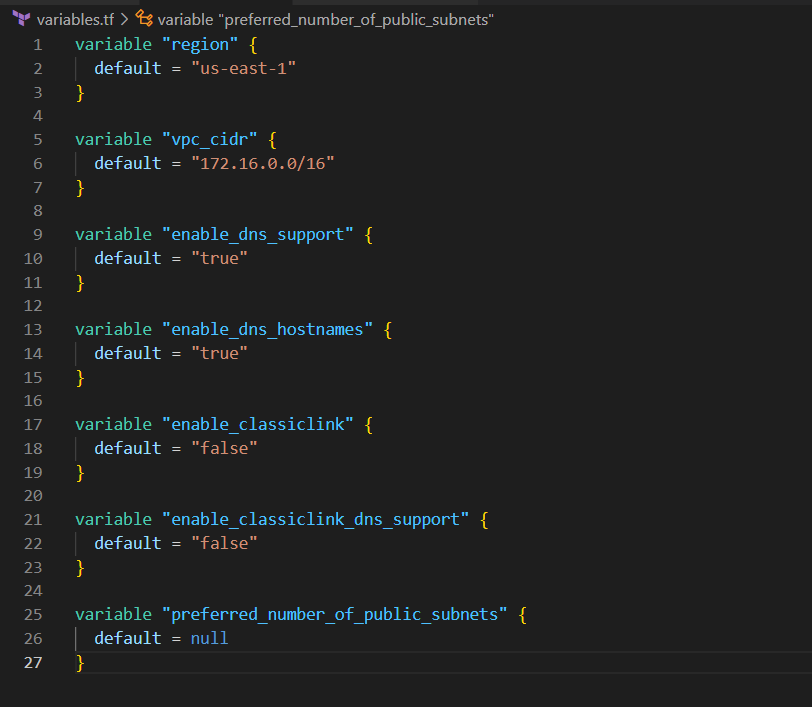 variables.tf > variable "preferred_number_of_public_subnets"
1 variable "region" {
2 default = "us-east-1"
3 }
4
5 variable "vpc_cidr" {
6 default = "172.16.0.0/16"
7 }
8
9 variable "enable_dns_support" {
10 default = "true"
11 }
12
13 variable "enable_dns_hostnames" {
14 default = "true"
15 }
16
17 variable "enable_classiclink" {
18 default = "false"
19 }
20
21 variable "enable_classiclink_dns_support" {
22 default = "false"
23 }
24
25 variable "preferred_number_of_public_subnets" {
26 default = null
27 }